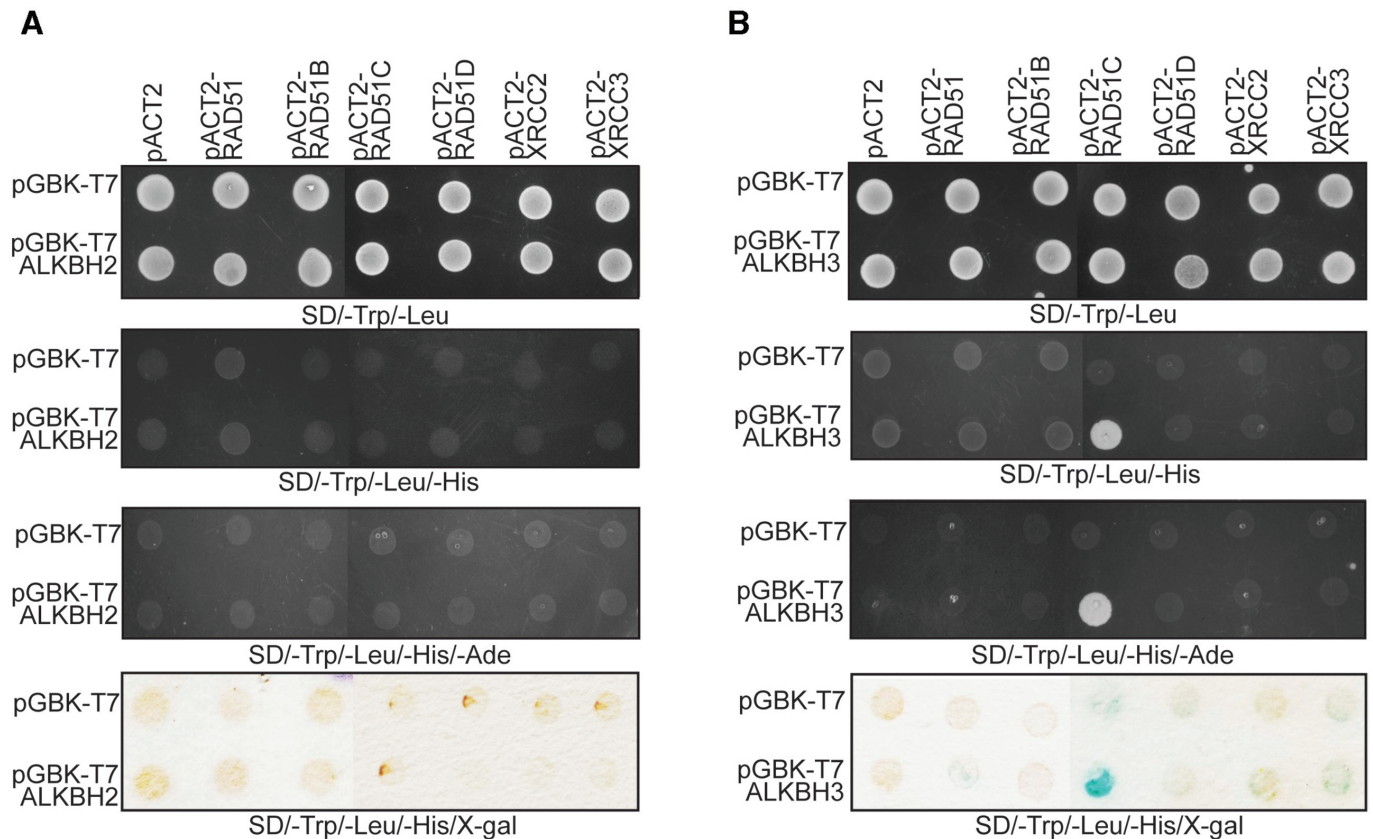 A
pACT2
pACT2-
RAD51
pACT2-
RAD51B
pACT2-
RAD51C
pACT2-
RAD51D
pACT2-
XRCC2
pACT2-
XRCC3
pGBK-T7
pGBK-T7
ALKBH2
SD/-Trp/-Leu
pGBK-T7
pGBK-T7
ALKBH2
SD/-Trp/-Leu/-His
pGBK-T7
pGBK-T7
ALKBH2
SD/-Trp/-Leu/-His/-Ade
pGBK-T7
pGBK-T7
ALKBH2
SD/-Trp/-Leu/-His/X-gal
B
pACT2
pACT2-
RAD51
pACT2-
RAD51B
pACT2-
RAD51C
pACT2-
RAD51D
pACT2-
XRCC2
pACT2-
XRCC3
pGBK-T7
pGBK-T7
ALKBH3
SD/-Trp/-Leu
pGBK-T7
pGBK-T7
ALKBH3
SD/-Trp/-Leu/-His
pGBK-T7
pGBK-T7
ALKBH3
SD/-Trp/-Leu/-His/-Ade
pGBK-T7
pGBK-T7
ALKBH3
SD/-Trp/-Leu/-His/X-gal